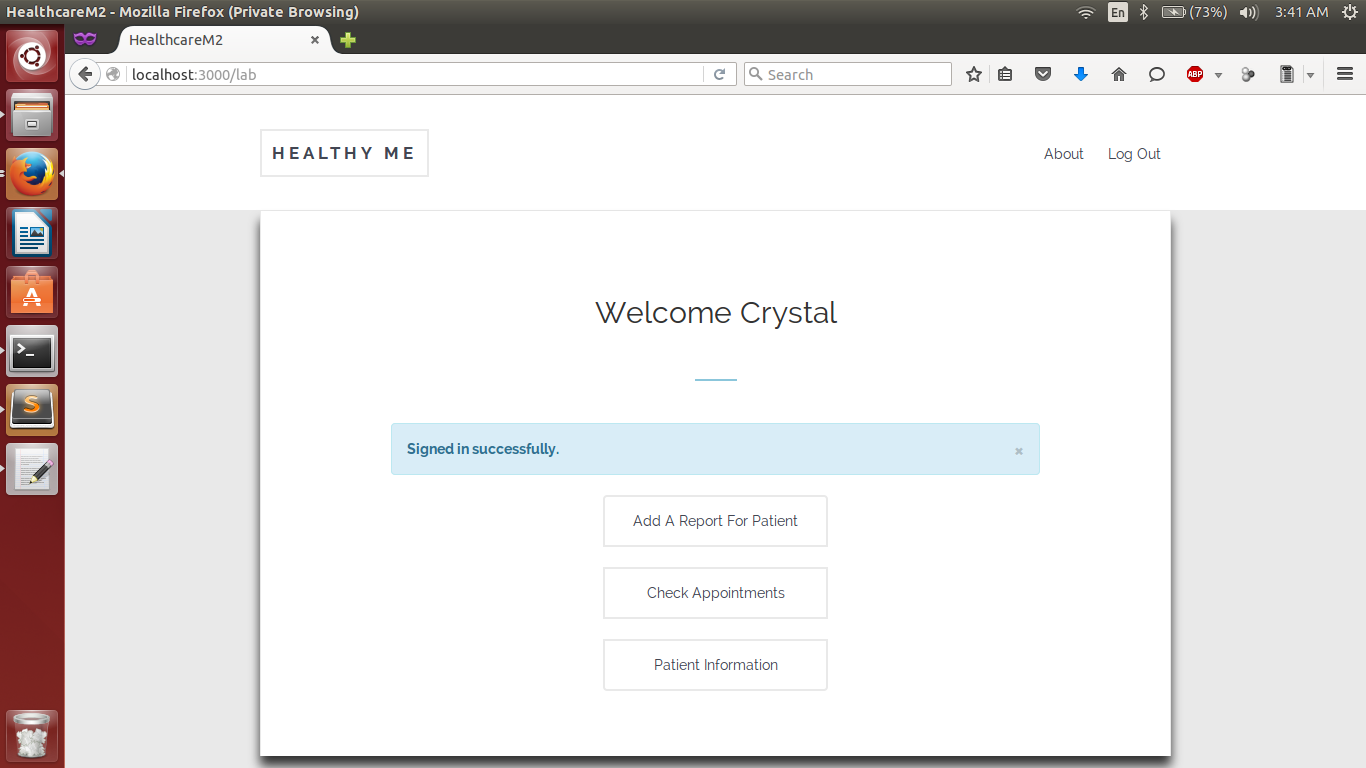 HealthcareM2 - Mozilla Firefox (Private Browsing)
En
(73%)
3:41 AM
HealthcareM2
localhost:3000/lab
Search
ABP
HEALTHY ME
About
Log Out
Welcome Crystal
Signed in successfully.
×
Add A Report For Patient
Check Appointments
Patient Information